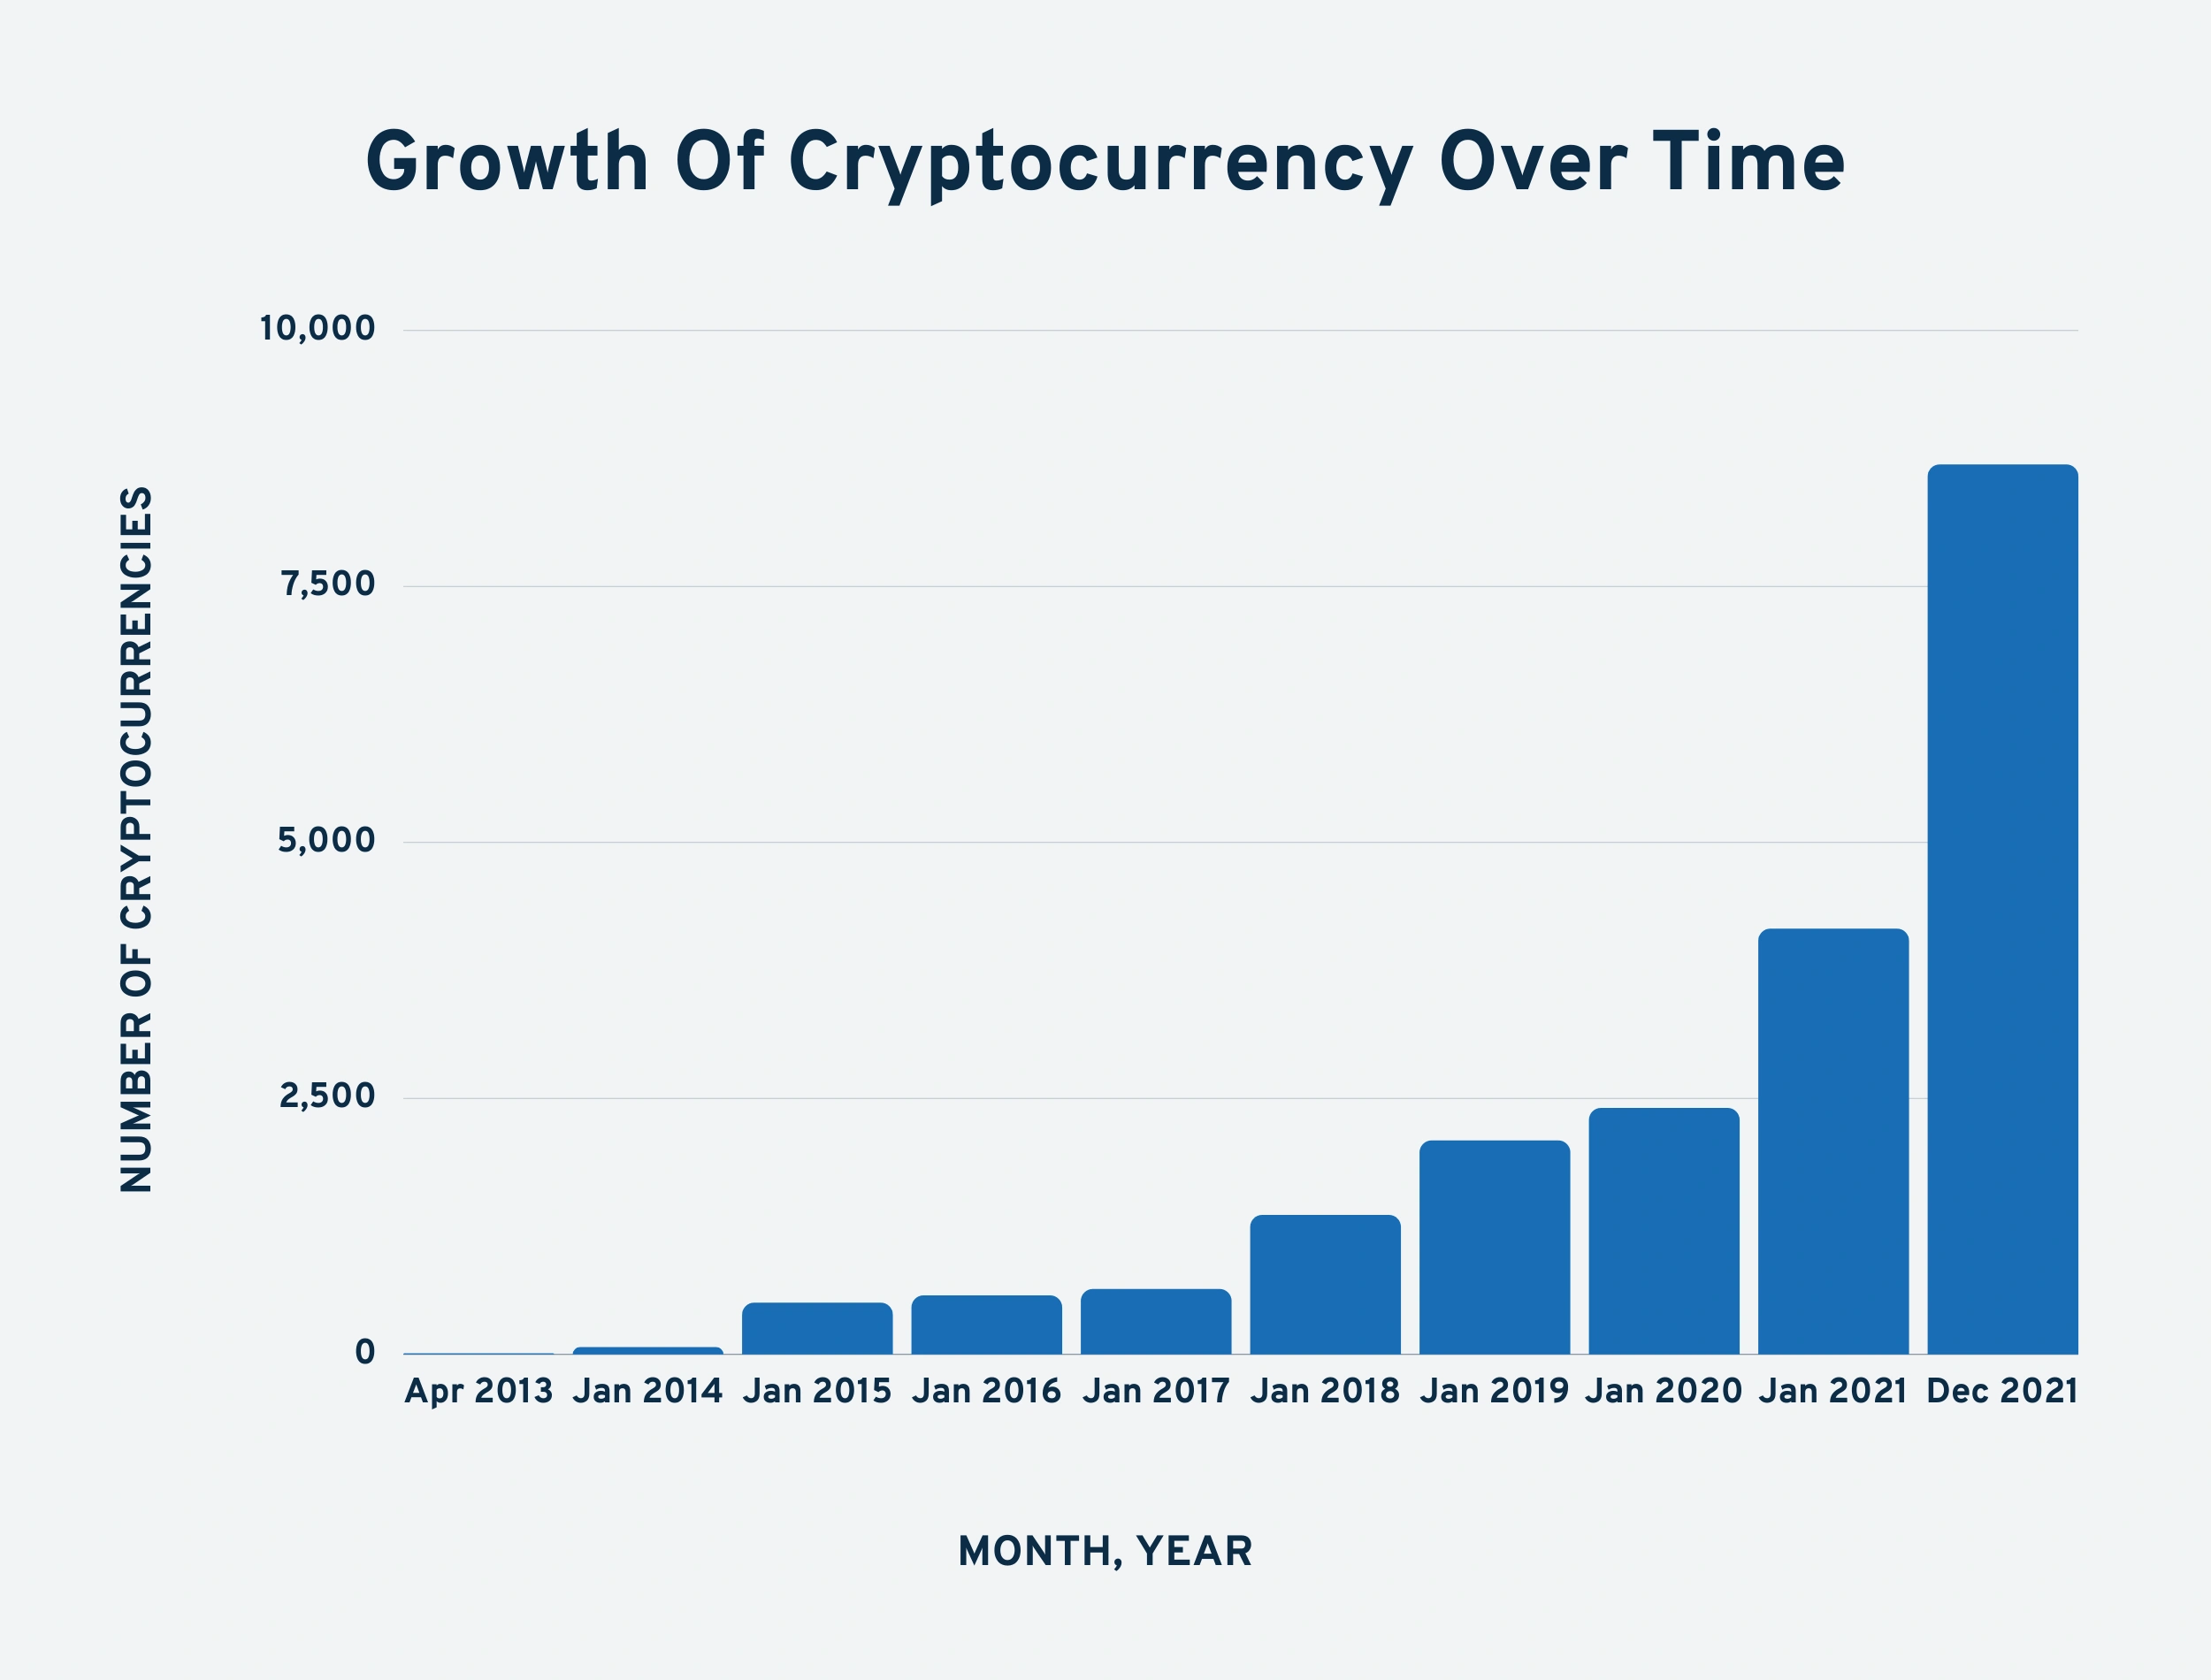 Growth Of Cryptocurrency Over Time
NUMBER OF CRYPTOCURRENCIES
10,000
7,500
5,000
2,500
0
Apr 2013 Jan 2014 Jan 2015 Jan 2016 Jan 2017 Jan 2018 Jan 2019 Jan 2020 Jan 2021 Dec 2021
MONTH, YEAR